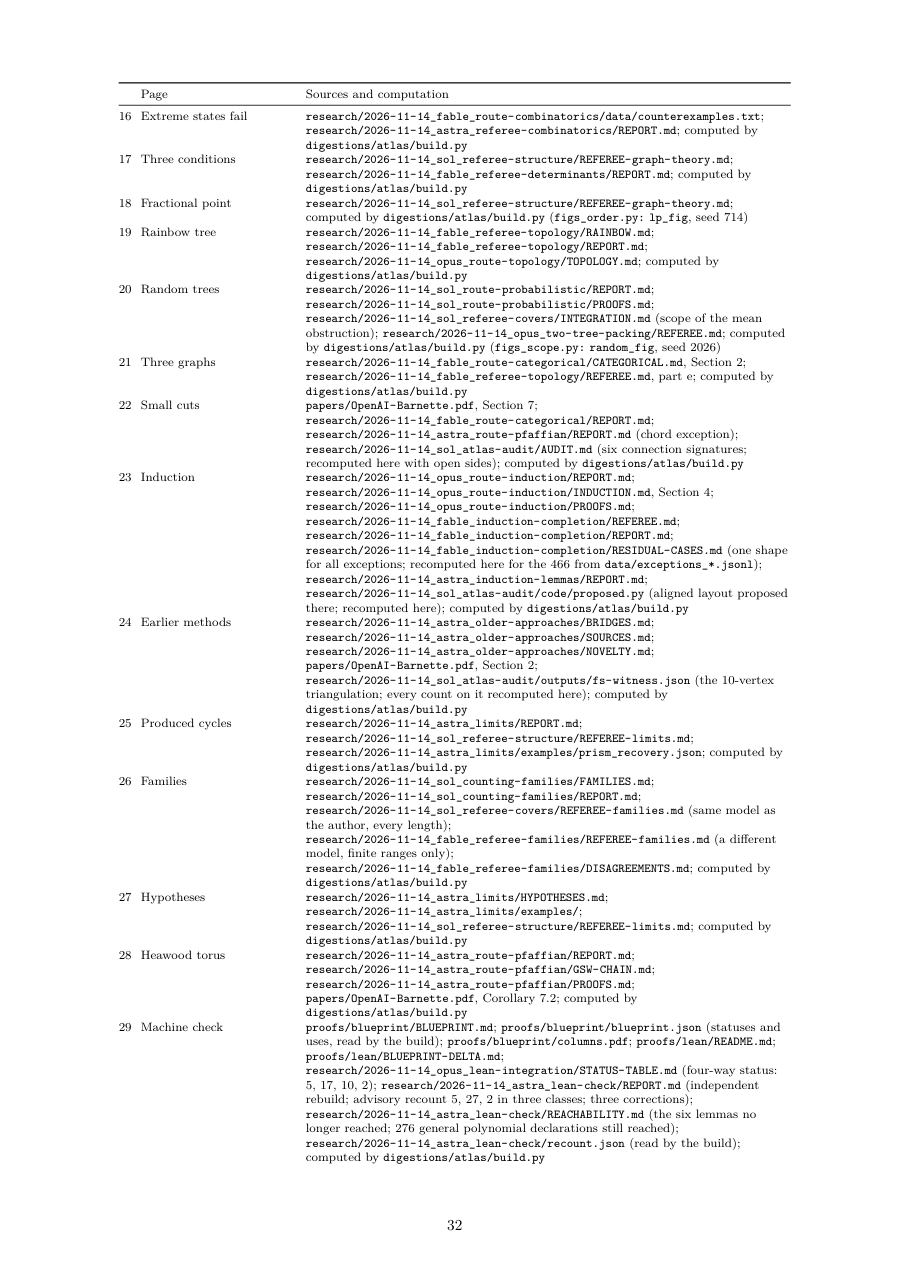 Page Sources and computation
16 Extreme states fail research/2026-11-14_fable_route-combinatorics/data/counterexamples.txt;
research/2026-11-14_astra_referee-combinatorics/REPORT.md; computed by
digestions/atlas/build.py
17 Three conditions research/2026-11-14_sol_referee-structure/REFEREE-graph-theory.md;
research/2026-11-14_fable_referee-determinants/REPORT.md; computed by
digestions/atlas/build.py
18 Fractional point research/2026-11-14_sol_referee-structure/REFEREE-graph-theory.md;
computed by digestions/atlas/build.py (figs_order.py: lp_fig, seed 714)
19 Rainbow tree research/2026-11-14_fable_referee-topology/RAINBOW.md;
research/2026-11-14_fable_referee-topology/REPORT.md;
research/2026-11-14_opus_route-topology/TOPOLOGY.md; computed by
digestions/atlas/build.py
20 Random trees research/2026-11-14_sol_route-probabilistic/REPORT.md;
research/2026-11-14_sol_route-probabilistic/PROOFS.md;
research/2026-11-14_sol_referee-covers/INTEGRATION.md (scope of the mean
obstruction); research/2026-11-14_opus_two-tree-packing/REFEREE.md; computed
by digestions/atlas/build.py (figs_scope.py: random_fig, seed 2026)
21 Three graphs research/2026-11-14_fable_route-categorical/CATEGORICAL.md, Section 2;
research/2026-11-14_fable_referee-topology/REFEREE.md, part e; computed by
digestions/atlas/build.py
22 Small cuts papers/OpenAI-Barnette.pdf, Section 7;
research/2026-11-14_fable_route-categorical/REPORT.md;
research/2026-11-14_astra_route-pfaffian/REPORT.md (chord exception);
research/2026-11-14_sol_atlas-audit/AUDIT.md (six connection signatures;
recomputed here with open sides); computed by digestions/atlas/build.py
23 Induction research/2026-11-14_opus_route-induction/REPORT.md;
research/2026-11-14_opus_route-induction/INDUCTION.md, Section 4;
research/2026-11-14_opus_route-induction/PROOFS.md;
research/2026-11-14_fable_induction-completion/REFEREE.md;
research/2026-11-14_fable_induction-completion/REPORT.md;
research/2026-11-14_fable_induction-completion/RESIDUAL-CASES.md (one shape
for all exceptions; recomputed here for the 466 from data/exceptions_*.jsonl);
research/2026-11-14_astra_induction-lemmas/REPORT.md;
research/2026-11-14_sol_atlas-audit/code/proposed.py (aligned layout proposed
there; recomputed here); computed by digestions/atlas/build.py
24 Earlier methods research/2026-11-14_astra_older-approaches/BRIDGES.md;
research/2026-11-14_astra_older-approaches/SOURCES.md;
research/2026-11-14_astra_older-approaches/NOVELTY.md;
papers/OpenAI-Barnette.pdf, Section 2;
research/2026-11-14_sol_atlas-audit/outputs/fs-witness.json (the 10-vertex
triangulation; every count on it recomputed here); computed by
digestions/atlas/build.py
25 Produced cycles research/2026-11-14_astra_limits/REPORT.md;
research/2026-11-14_sol_referee-structure/REFEREE-limits.md;
research/2026-11-14_astra_limits/examples/prism_recovery.json; computed by
digestions/atlas/build.py
26 Families research/2026-11-14_sol_counting-families/FAMILIES.md;
research/2026-11-14_sol_counting-families/REPORT.md;
research/2026-11-14_sol_referee-covers/REFEREE-families.md (same model as
the author, every length);
research/2026-11-14_fable_referee-families/REFEREE-families.md (a different
model, finite ranges only);
research/2026-11-14_fable_referee-families/DISAGREEMENTS.md; computed by
digestions/atlas/build.py
27 Hypotheses research/2026-11-14_astra_limits/HYPOTHESES.md;
research/2026-11-14_astra_limits/examples/;
research/2026-11-14_sol_referee-structure/REFEREE-limits.md; computed by
digestions/atlas/build.py
28 Heawood torus research/2026-11-14_astra_route-pfaffian/REPORT.md;
research/2026-11-14_astra_route-pfaffian/GSW-CHAIN.md;
research/2026-11-14_astra_route-pfaffian/PROOFS.md;
papers/OpenAI-Barnette.pdf, Corollary 7.2; computed by
digestions/atlas/build.py
29 Machine check proofs/blueprint/BLUEPRINT.md; proofs/blueprint/blueprint.json (statuses and
uses, read by the build); proofs/blueprint/columns.pdf; proofs/lean/README.md;
proofs/lean/BLUEPRINT-DELTA.md;
research/2026-11-14_opus_lean-integration/STATUS-TABLE.md (four-way status:
5, 17, 10, 2); research/2026-11-14_astra_lean-check/REPORT.md (independent
rebuild; advisory recount 5, 27, 2 in three classes; three corrections);
research/2026-11-14_astra_lean-check/REACHABILITY.md (the six lemmas no
longer reached; 276 general polynomial declarations still reached);
research/2026-11-14_astra_lean-check/recount.json (read by the build);
computed by digestions/atlas/build.py
32